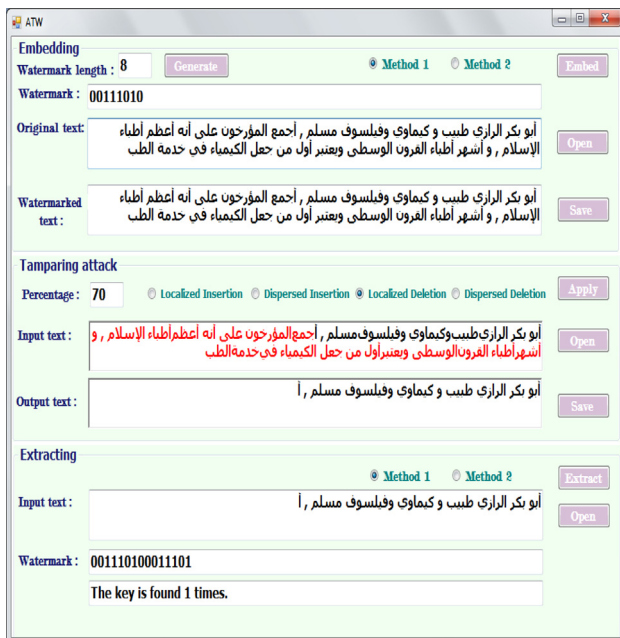 ATW
Embedding
Watermark length : 8 Generate Method 1 Method 2 Embed
Watermark : 00111010
Original text:
أبو بكر الرازي طبيب و كيماوي وفيلسوف مسلم , أجمع المؤرخون على أنه أعظم أطباء
الإسلام , و أشهر أطباء القرون الوسطى ويعتبر أول من جعل الكيمياء في خدمة الطب
Open
Watermarked text :
أبو بكر الرازي طبيب و كيماوي وفيلسوف مسلم , أجمع المؤرخون على أنه أعظم أطباء
الإسلام , و أشهر أطباء القرون الوسطى ويعتبر أول من جعل الكيمياء في خدمة الطب
Save
Tamparing attack
Percentage : 70 Localized Insertion Dispersed Insertion Localized Deletion Dispersed Deletion Apply
Input text :
أبو بكر الرازيطبيبوكيماوي وفيلسوفمسلم , أجمعالمؤرخون على أنه أعظمأطباء الإسلام , و
أشهرأطباء القرونالوسطى ويعتبرأول من جعل الكيمياء فيخدمةالطب
Open
Output text :
أبو بكر الرازي طبيب و كيماوي وفيلسوف مسلم , أ
Save
Extracting
Method 1 Method 2 Extract
Input text :
أبو بكر الرازي طبيب و كيماوي وفيلسوف مسلم , أ
Open
Watermark : 001110100011101
The key is found 1 times.